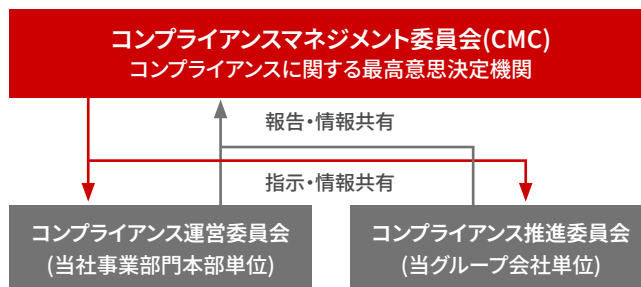 コンプライアンスマネジメント委員会(CMC)
コンプライアンスに関する最高意思決定機関
報告・情報共有
指示・情報共有
コンプライアンス運営委員会
(当社事業部門本部単位)
コンプライアンス推進委員会
(当グループ会社単位)